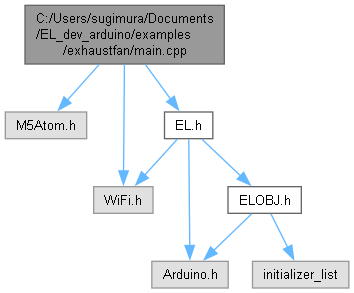 C:/Users/sugimura/Documents
/EL_dev_arduino/examples
/exhaustfan/main.cpp
M5Atom.h
EL.h
WiFi.h
ELOBJ.h
Arduino.h
initializer_list